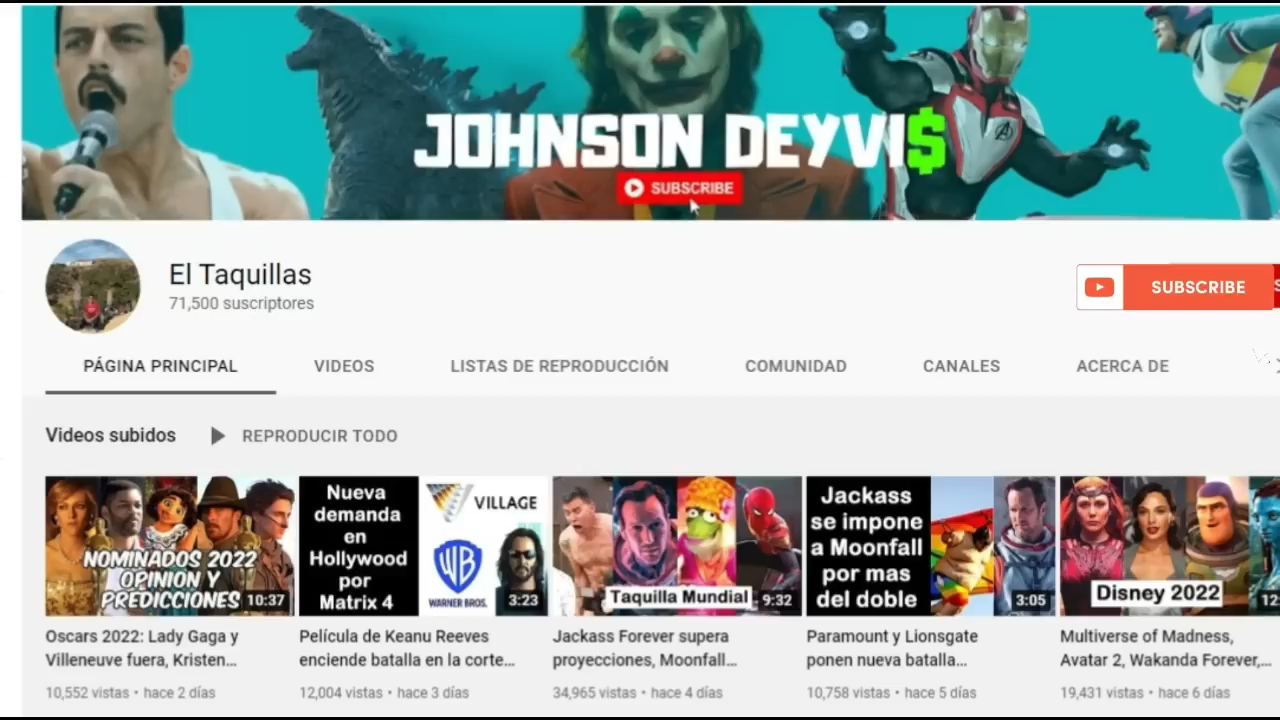 JOHNSON DEYVI$
SUBSCRIBE
El Taquillas
71,500 suscriptores
SUBSCRIBE
PÁGINA PRINCIPAL
VIDEOS
LISTAS DE REPRODUCCIÓN
COMUNIDAD
CANALES
ACERCA DE
Videos subidos
REPRODUCIR TODO
NOMINADOS 2022
OPINION Y
PREDICCIONES
10:37
Nueva
demanda
en
Hollywood
por
Matrix 4
VILLAGE
WB
WARNER BROS.
3:23
Taquilla Mundial
9:32
Jackass
se impone
a Moonfall
por mas
del doble
3:05
Disney 2022
12:
Oscars 2022: Lady Gaga y
Villeneuve fuera, Kristen...
10,552 vistas • hace 2 días
Película de Keanu Reeves
enciende batalla en la corte...
12,004 vistas • hace 3 días
Jackass Forever supera
proyecciones, Moonfall...
34,965 vistas • hace 4 días
Paramount y Lionsgate
ponen nueva batalla...
10,758 vistas • hace 5 días
Multiverse of Madness,
Avatar 2, Wakanda Forever,...
19,431 vistas • hace 6 días